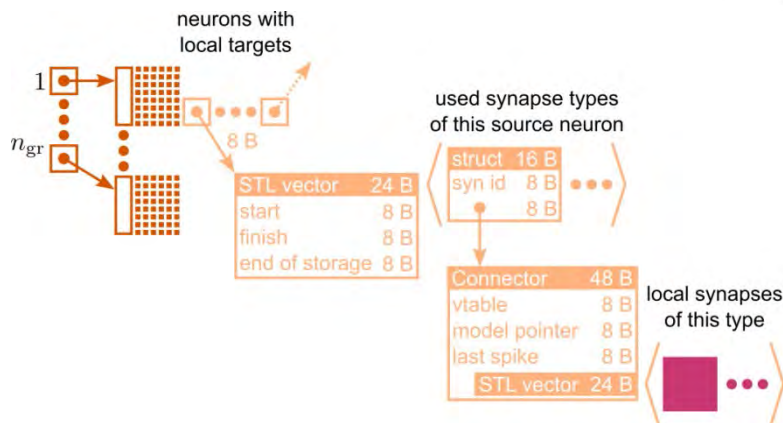 neurons with
local targets
1
n_gr
8 B
used synapse types
of this source neuron
STL vector 24 B
start 8 B
finish 8 B
end of storage 8 B
struct 16 B
syn id 8 B
8 B
Connector 48 B
vtable 8 B
model pointer 8 B
last spike 8 B
STL vector 24 B
local synapses
of this type